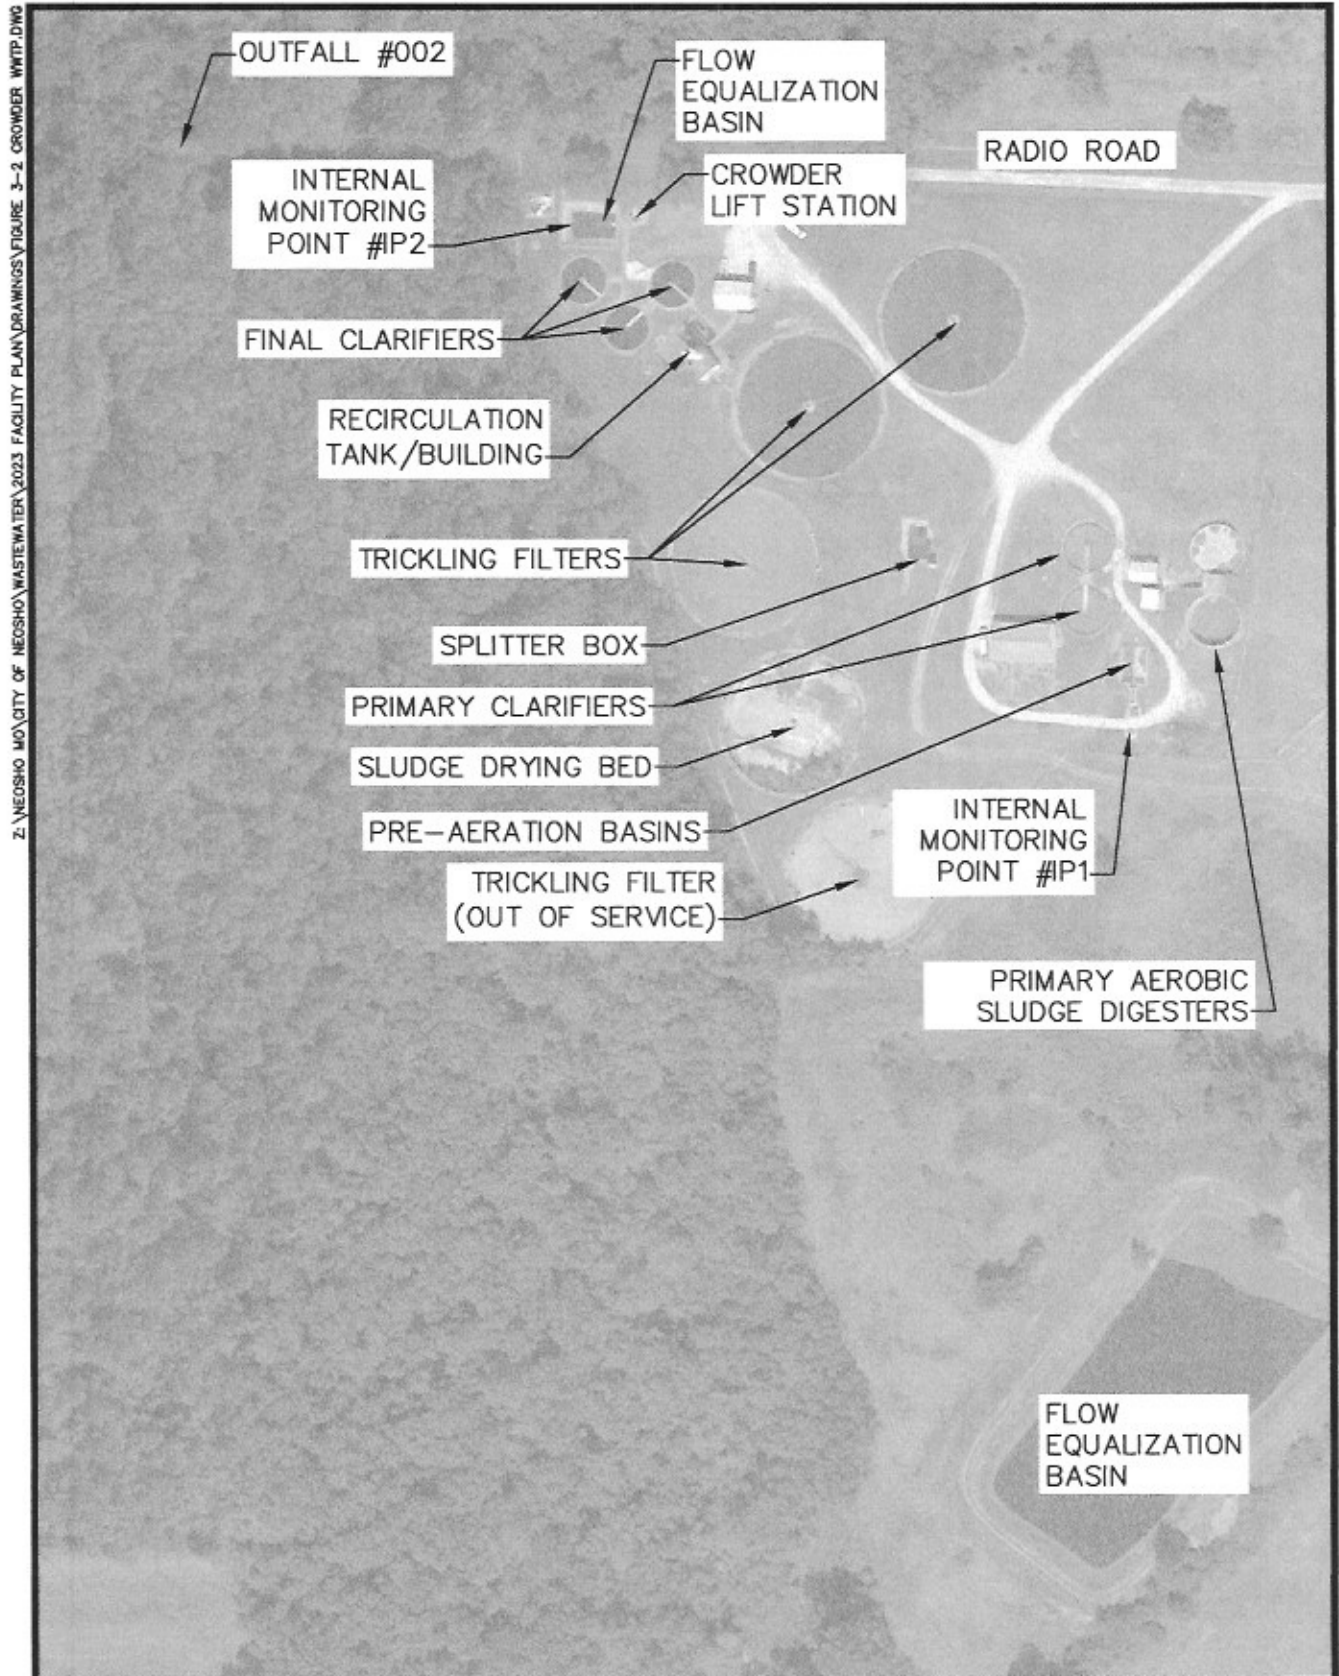 Z:\NEOSHO MO\CITY OF NEOSHO\WASTEWATER\2023 FACILITY PLAN\DRAWINGS\FIGURE 3-2 CROWDER WWTP.DWG
OUTFALL #002
FLOW
EQUALIZATION
BASIN
RADIO ROAD
INTERNAL
MONITORING
POINT #IP2
CROWDER
LIFT STATION
FINAL CLARIFIERS
RECIRCULATION
TANK/BUILDING
TRICKLING FILTERS
SPLITTER BOX
PRIMARY CLARIFIERS
SLUDGE DRYING BED
PRE-AERATION BASINS
INTERNAL
MONITORING
POINT #IP1
TRICKLING FILTER
(OUT OF SERVICE)
PRIMARY AEROBIC
SLUDGE DIGESTERS
FLOW
EQUALIZATION
BASIN